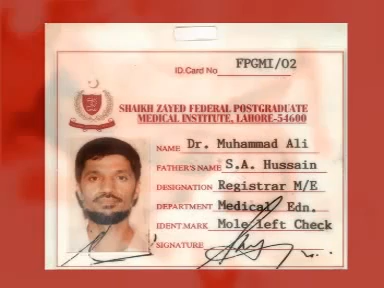 ID.Card No FPGMI/02
SHAIKH ZAYED FEDERAL POSTGRADUATE
MEDICAL INSTITUTE, LAHORE-54600
NAME Dr. Muhammad Ali
FATHER'S NAME S.A. Hussain
DESIGNATION Registrar M/E
DEPARTMENT Medical Edn.
IDENT.MARK Mole left Check
SIGNATURE